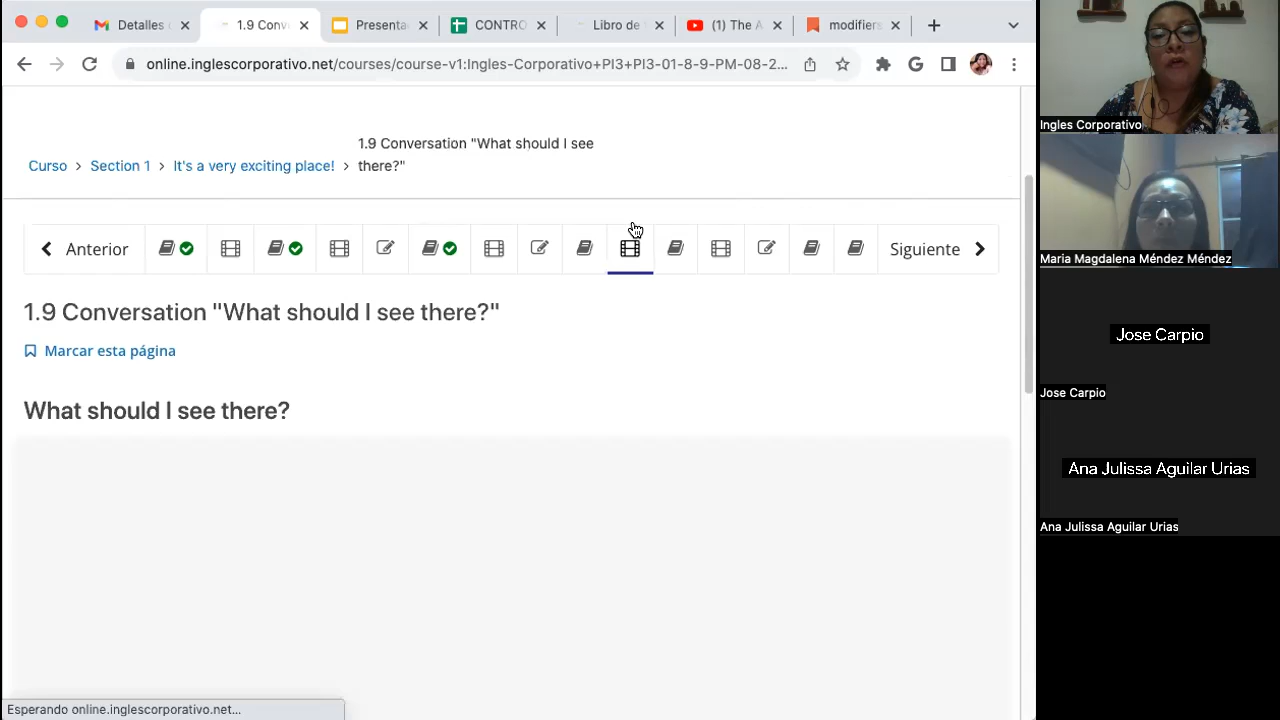 Detalles
1.9 Conv
Presenta
CONTRO
Libro de
(1) The A
modifiers
online.inglescorporativo.net/courses/course-v1:Ingles-Corporativo+PI3+PI3-01-8-9-PM-08-2...
1.9 Conversation "What should I see
Curso > Section 1 > It's a very exciting place! > there?"
Anterior
Siguiente
1.9 Conversation "What should I see there?"
Marcar esta página
What should I see there?
Esperando online.inglescorporativo.net...
Ingles Corporativo
Maria Magdalena Méndez Méndez
Jose Carpio
Jose Carpio
Ana Julissa Aguilar Urias
Ana Julissa Aguilar Urias